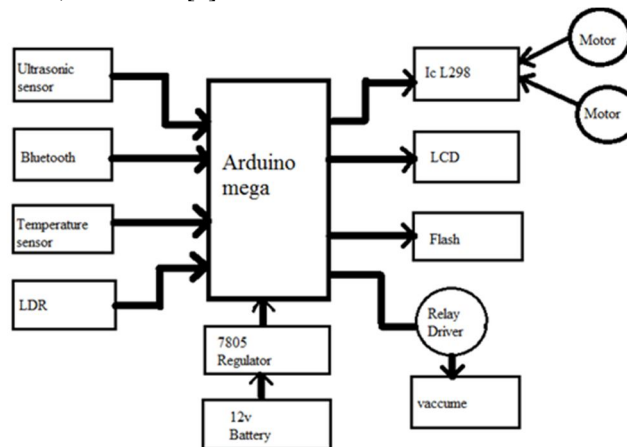 Ultrasonic
sensor
Bluetooth
Temperature
sensor
LDR
Arduino
mega
7805
Regulator
12v
Battery
Ic L298
Motor
Motor
LCD
Flash
Relay
Driver
vaccume